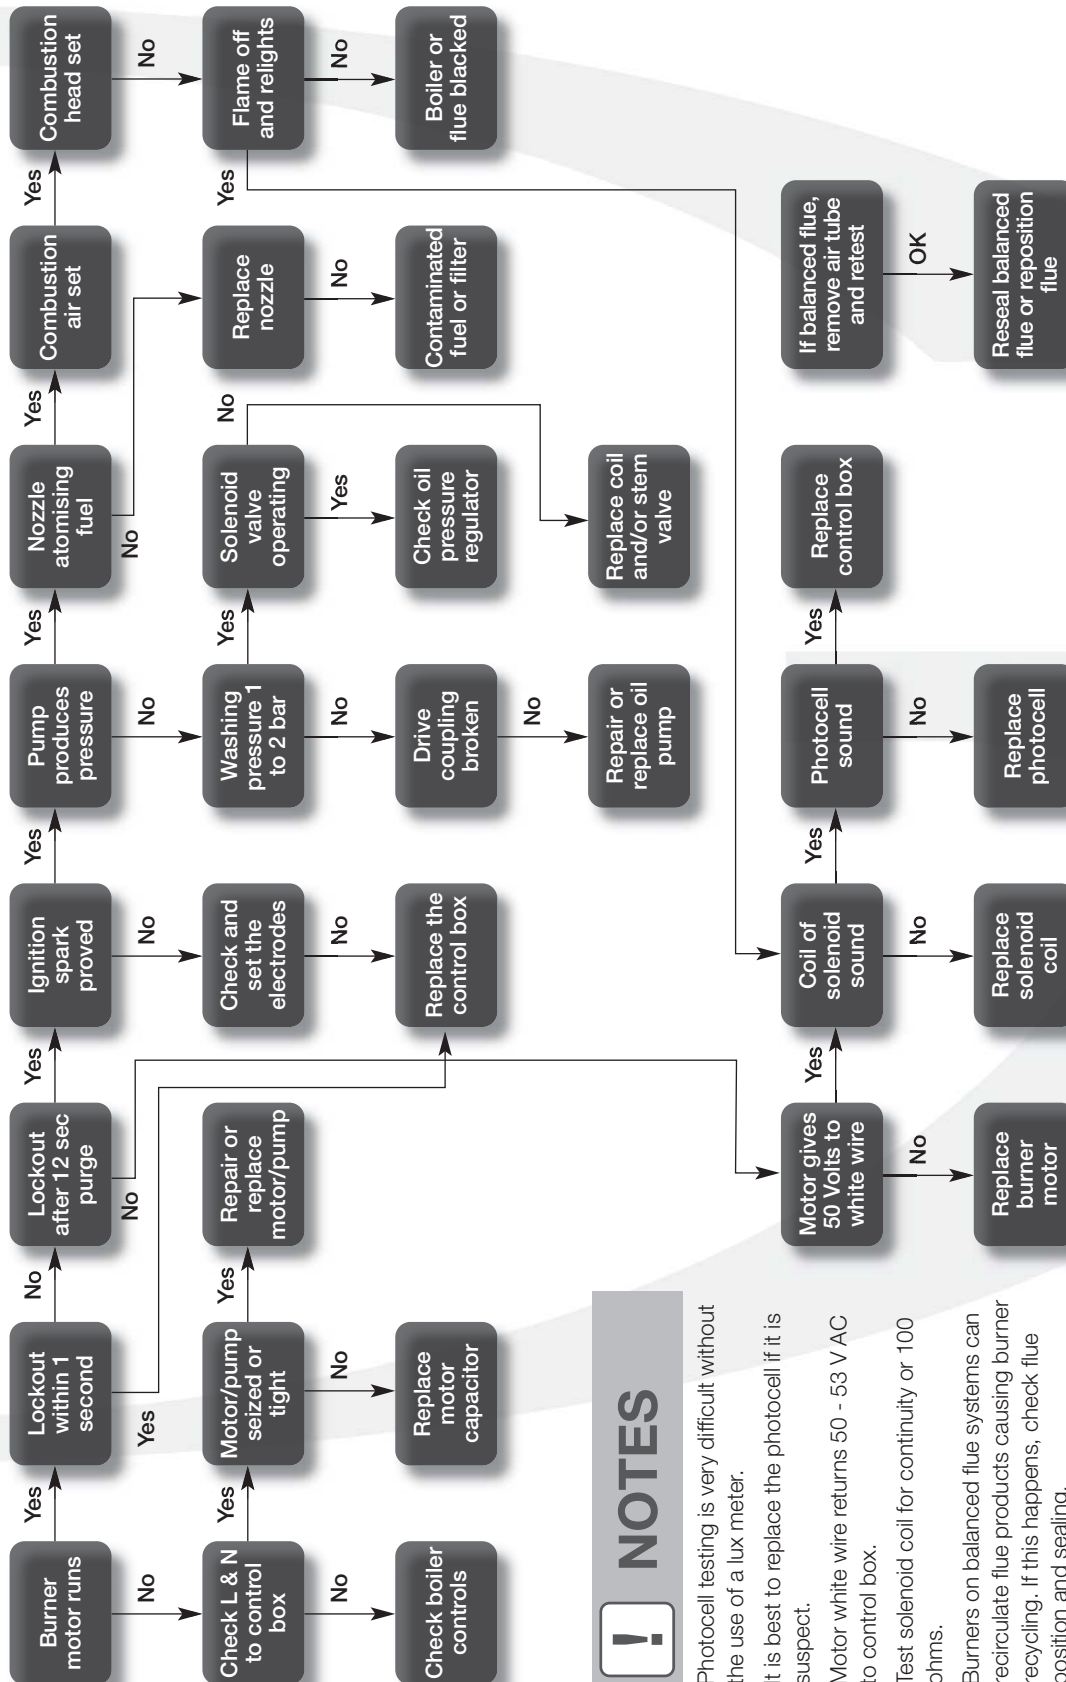 Burner
motor runs
Yes
No
Lockout
within 1
second
No
Yes
Lockout
after 12 sec
purge
Yes
No
Ignition
spark
proved
Yes
No
Pump
produces
pressure
Yes
No
Nozzle
atomising
fuel
Yes
No
Combustion
air set
Yes
Combustion
head set
No
Check L & N
to control
box
Yes
No
Motor/pump
seized or
tight
Yes
No
Repair or
replace
motor/pump
Check and
set the
electrodes
No
Washing
pressure 1
to 2 bar
Yes
No
Solenoid
valve
operating
No
Yes
Replace
nozzle
No
Flame off
and relights
Yes
No
Check boiler
controls
Replace
motor
capacitor
Replace the
control box
Drive
coupling
broken
No
Check oil
pressure
regulator
Contaminated
fuel or filter
Boiler or
flue blacked
Repair or
replace oil
pump
Replace coil
and/or stem
valve
Motor gives
50 Volts to
white wire
Yes
No
Coil of
solenoid
sound
Yes
No
Photocell
sound
Yes
No
Replace
control box
If balanced flue,
remove air tube
and retest
OK
Replace
burner
motor
Replace
solenoid
coil
Replace
photocell
Reseal balanced
flue or reposition
flue
! NOTES
Photocell testing is very difficult without
the use of a lux meter.
It is best to replace the photocell if it is
suspect.
Motor white wire returns 50 - 53 V AC
to control box.
Test solenoid coil for continuity or 100
ohms.
Burners on balanced flue systems can
recirculate flue products causing burner
recycling. If this happens, check flue
position and sealing.